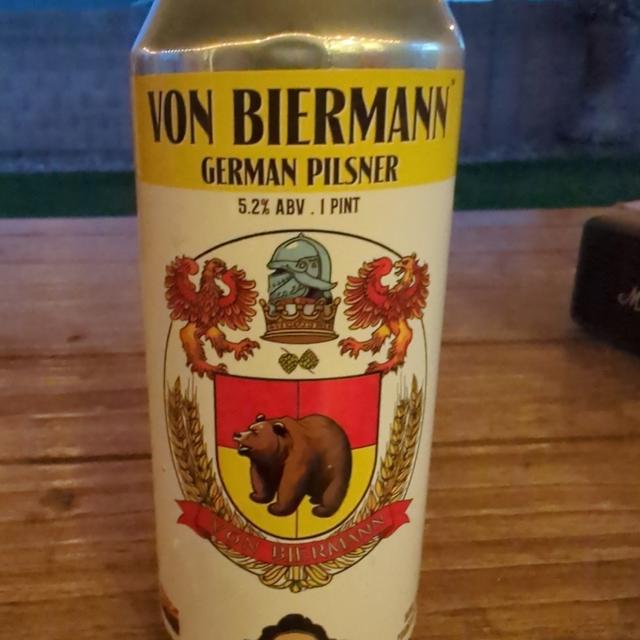 VON BIERMANN
GERMAN PILSNER
5.2% ABV . 1 PINT
VON BIERMANN